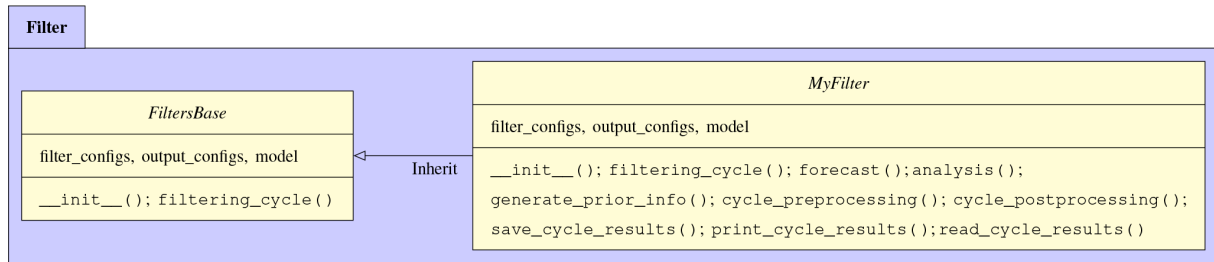 Filter
FiltersBase
filter_configs, output_configs, model
__init__(); filtering_cycle()
Inherit
MyFilter
filter_configs, output_configs, model
__init__(); filtering_cycle(); forecast();analysis();
generate_prior_info(); cycle_preprocessing(); cycle_postprocessing();
save_cycle_results(); print_cycle_results();read_cycle_results()